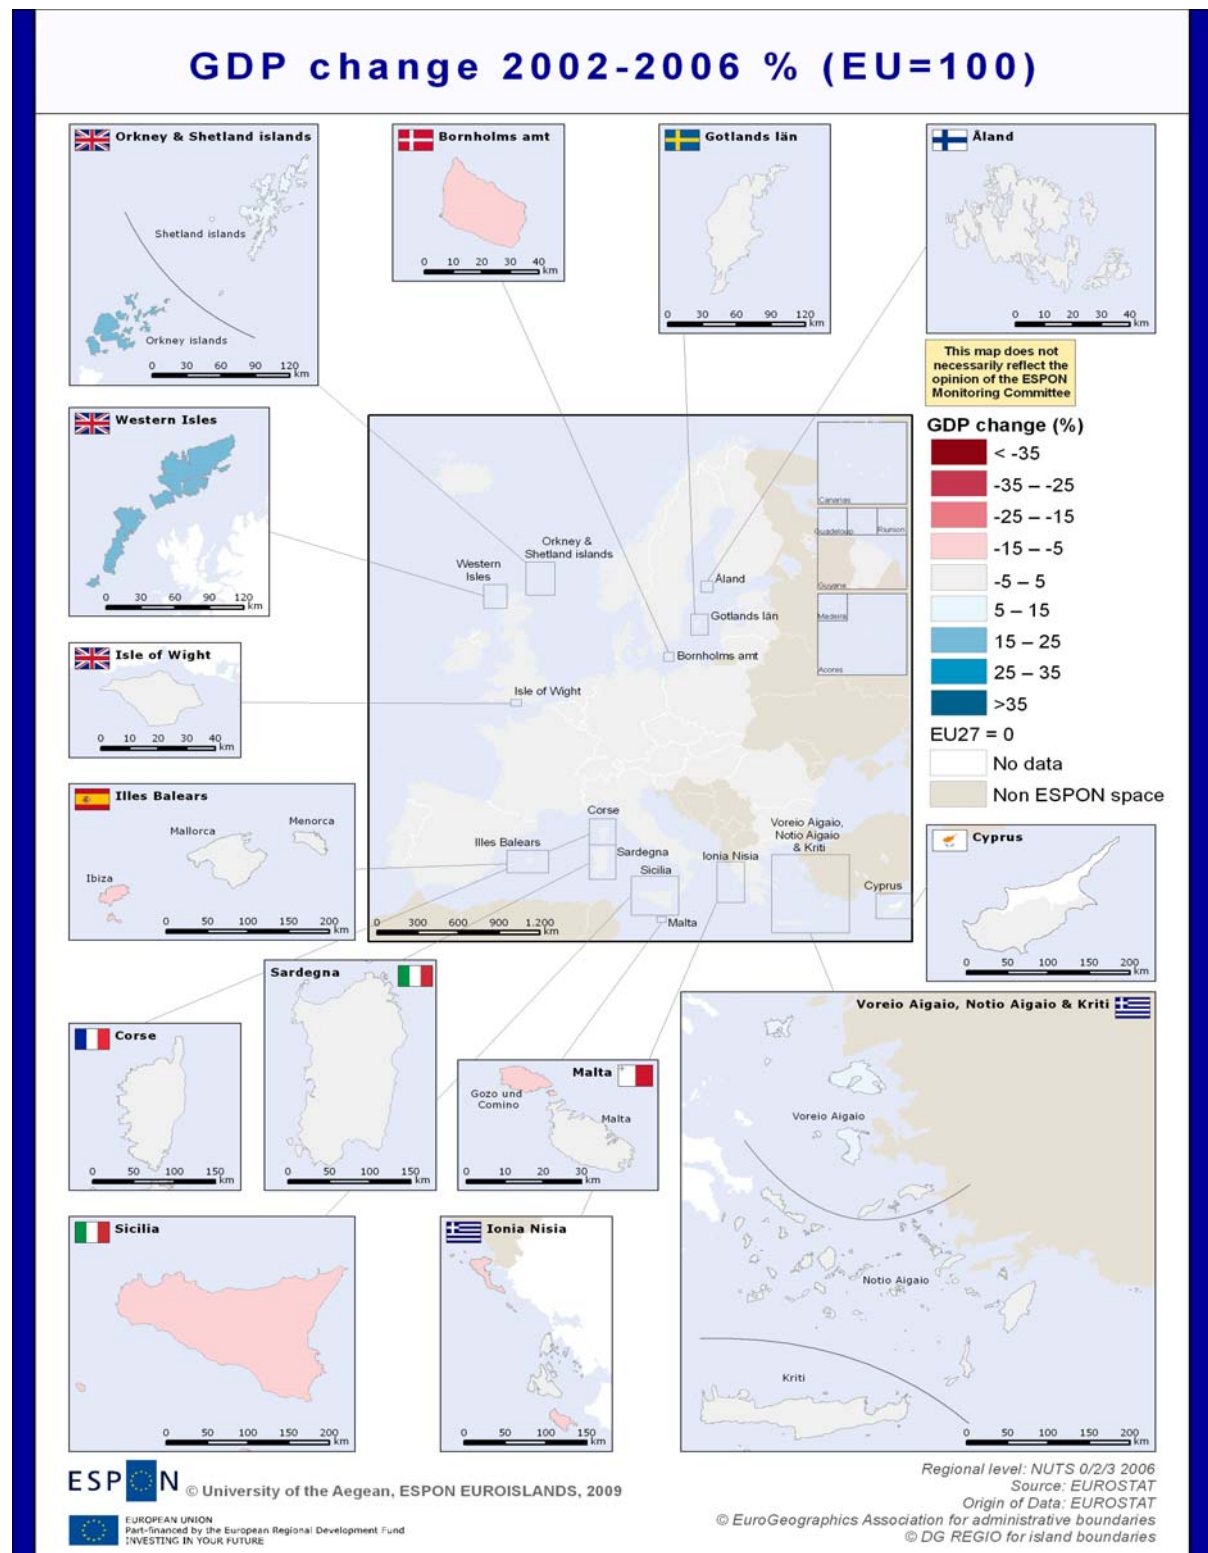 GDP change 2002-2006 % (EU=100)
Orkney & Shetland islands
Shetland islands
Orkney islands
0 30 60 90 120
km
Bornholms amt
0 10 20 30 40
km
Gotlands län
0 30 60 90 120
km
Åland
0 10 20 30 40
km
This map does not
necessarily reflect the
opinion of the ESPON
Monitoring Committee
Western Isles
0 30 60 90 120
km
Isle of Wight
0 10 20 30 40
km
Illes Balears
Mallorca
Menorca
Ibiza
0 50 100 150 200
km
Canarias
Guadeloup
Réunion
Guyane
Madeira
Acores
Orkney &
Shetland islands
Western
Isles
Åland
Gotlands län
Bornholms amt
Isle of Wight
Corse
Illes Balears
Sardegna
Sicilia
Ionia Nisia
Voreio Aigaio,
Notio Aigaio
& Kriti
Cyprus
Malta
0 300 600 900 1.200
km
GDP change (%)
< -35
-35 – -25
-25 – -15
-15 – -5
-5 – 5
5 – 15
15 – 25
25 – 35
>35
EU27 = 0
No data
Non ESPON space
Cyprus
0 50 100 150 200
km
Sardegna
0 50 100 150
km
Corse
0 50 100 150
km
Malta
Gozo und
Comino
Malta
0 10 20 30
km
Voreio Aigaio, Notio Aigaio & Kriti
Voreio Aigaio
Notio Aigaio
Kriti
0 50 100 150 200
km
Sicilia
0 50 100 150 200
km
Ionia Nisia
0 50 100 150
km
ESPON
© University of the Aegean, ESPON EUROISLANDS, 2009
EUROPEAN UNION
Part-financed by the European Regional Development Fund
INVESTING IN YOUR FUTURE
Regional level: NUTS 0/2/3 2006
Source: EUROSTAT
Origin of Data: EUROSTAT
© EuroGeographics Association for administrative boundaries
© DG REGIO for island boundaries